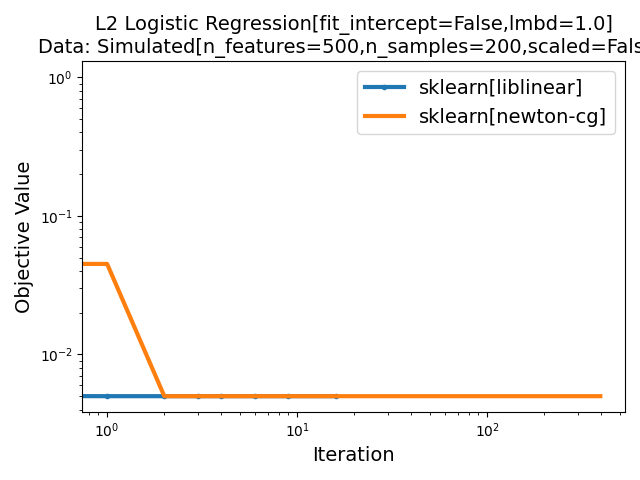 L2 Logistic Regression[fit_intercept=False,lmbd=1.0]
Data: Simulated[n_features=500,n_samples=200,scaled=Fals
10⁰
sklearn[liblinear]
sklearn[newton-cg]
Objective Value
10⁻¹
10⁻²
10⁰
10¹
10²
Iteration